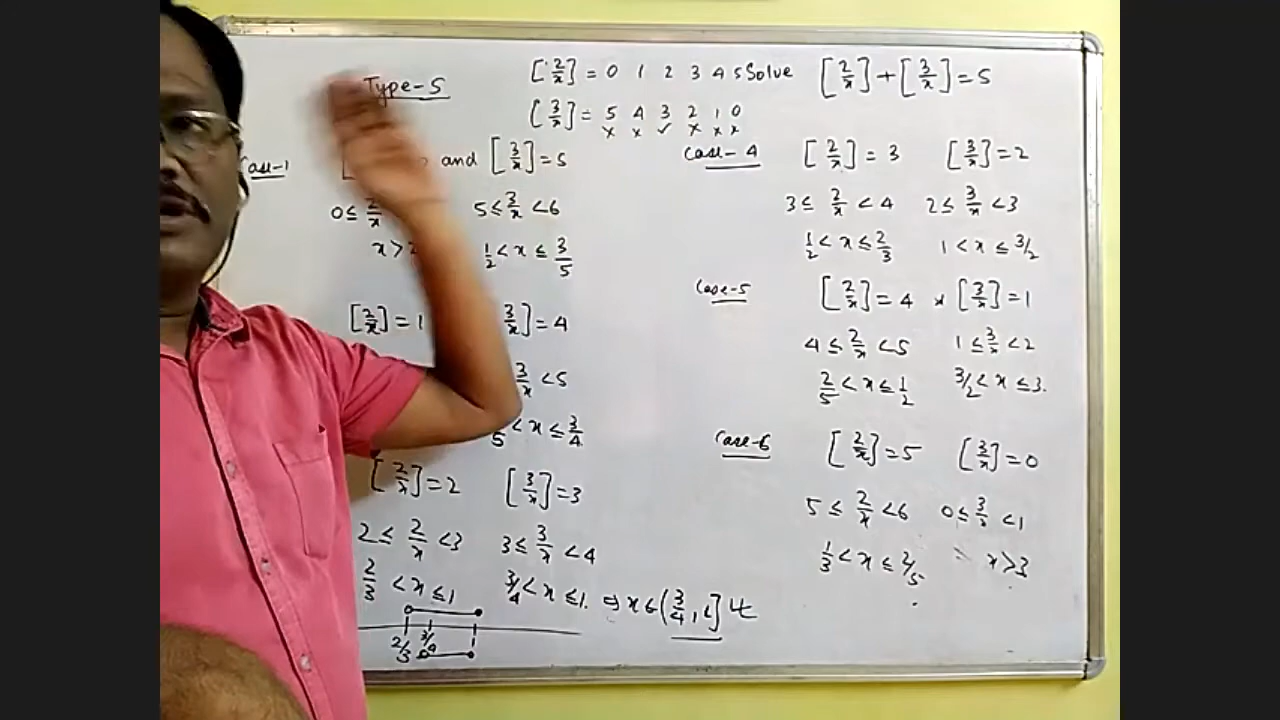 Type-5
[2/x] = 0 1 2 3 4 5 Solve [2/x] + [3/x] = 5
[3/x] = 5 4 3 2 1 0
x x ✓ x x x
Case-1 [ and [3/x] = 5
0 ≤ 2/x 5 ≤ 3/x < 6
x > 1/2 < x ≤ 3/5
[2/x] = 1 3/x] = 4
3/x < 5
5 < x ≤ 3/4
[2/x] = 2 [3/x] = 3
2 ≤ 2/x < 3 3 ≤ 3/x < 4
2/3 < x ≤ 1 3/4 < x ≤ 1. ⇒ x ∈ (3/4, 1]
2/3 3/4
Case-4 [2/x] = 3 [3/x] = 2
3 ≤ 2/x < 4 2 ≤ 3/x < 3
1/2 < x ≤ 2/3 1 < x ≤ 3/2
Case-5 [2/x] = 4 [3/x] = 1
4 ≤ 2/x < 5 1 ≤ 3/x < 2
2/5 < x ≤ 1/2 3/2 < x ≤ 3.
Case-6 [2/x] = 5 [3/x] = 0
5 ≤ 2/x < 6 0 ≤ 3/x < 1
1/3 < x ≤ 2/5 x > 3